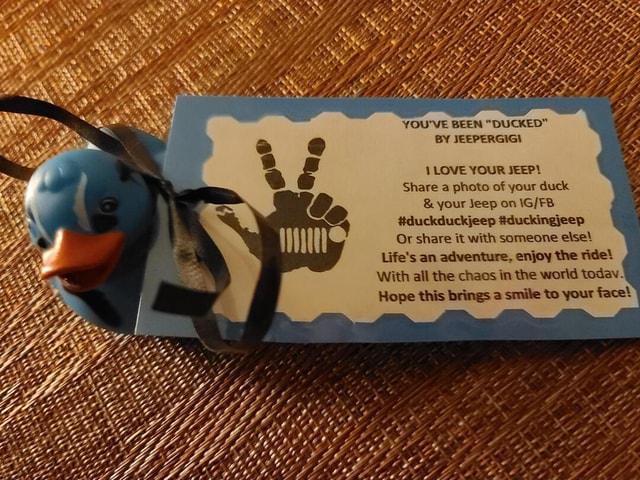 YOU'VE BEEN "DUCKED"
BY JEEPERGIGI
I LOVE YOUR JEEP!
Share a photo of your duck
& your Jeep on IG/FB
#duckduckjeep #duckingjeep
Or share it with someone else!
Life's an adventure, enjoy the ride!
With all the chaos in the world today.
Hope this brings a smile to your face!